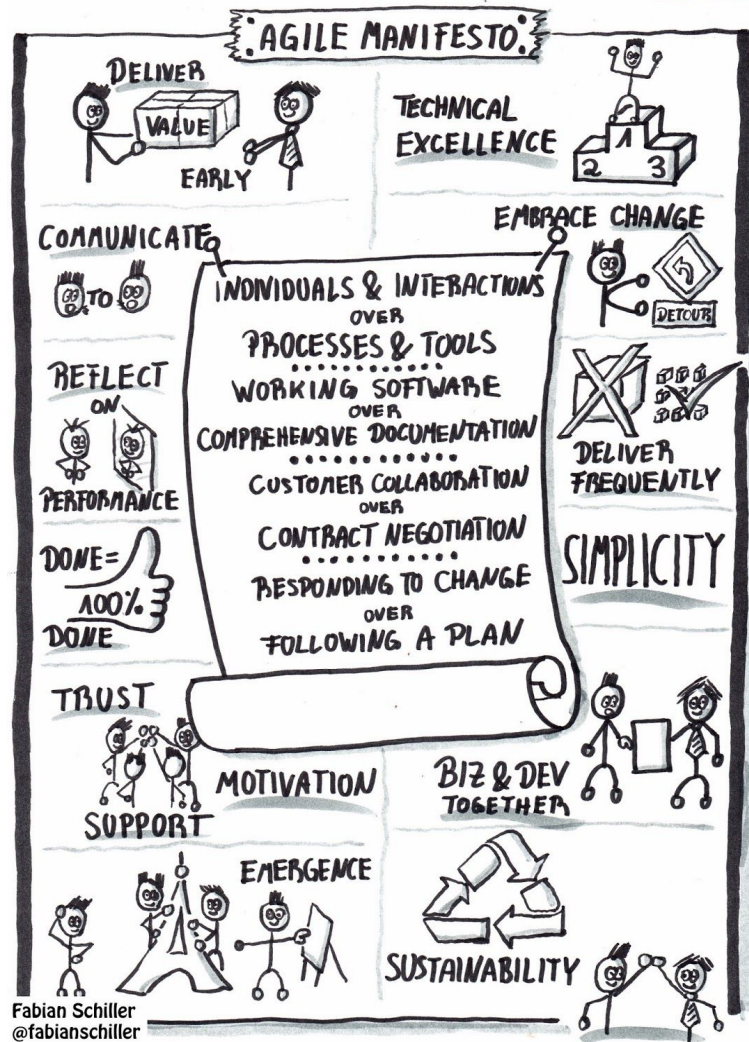 AGILE MANIFESTO
DELIVER
VALUE
EARLY
TECHNICAL
EXCELLENCE
1
2
3
COMMUNICATE
TO
EMBRACE CHANGE
DETOUR
REFLECT
ON
PERFORMANCE
INDIVIDUALS & INTERACTIONS
OVER
PROCESSES & TOOLS
WORKING SOFTWARE
OVER
COMPREHENSIVE DOCUMENTATION
CUSTOMER COLLABORATION
OVER
CONTRACT NEGOTIATION
RESPONDING TO CHANGE
OVER
FOLLOWING A PLAN
DELIVER
FREQUENTLY
DONE =
100%
DONE
SIMPLICITY
TRUST
SUPPORT
MOTIVATION
BIZ & DEV
TOGETHER
EMERGENCE
SUSTAINABILITY
Fabian Schiller
@fabianschiller